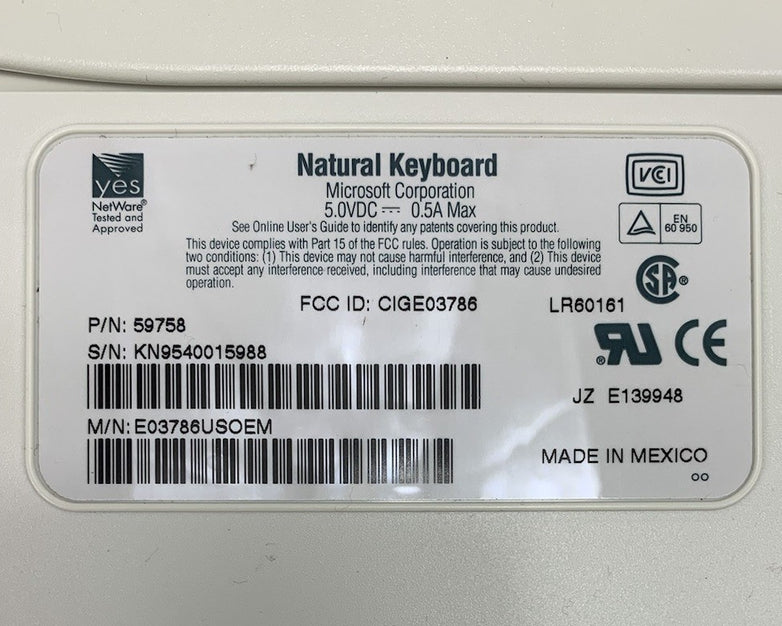 yes
NetWare®
Tested and
Approved
Natural Keyboard
Microsoft Corporation
5.0VDC ⎓ 0.5A Max
See Online User's Guide to identify any patents covering this product.
This device complies with Part 15 of the FCC rules. Operation is subject to the following
two conditions: (1) This device may not cause harmful interference, and (2) This device
must accept any interference received, including interference that may cause undesired
operation.
VCI
EN
60 950
SA®
FCC ID: CIGE03786
LR60161
P/N: 59758
S/N: KN9540015988
® RU CE
JZ E139948
M/N: E03786USOEM
MADE IN MEXICO
oo